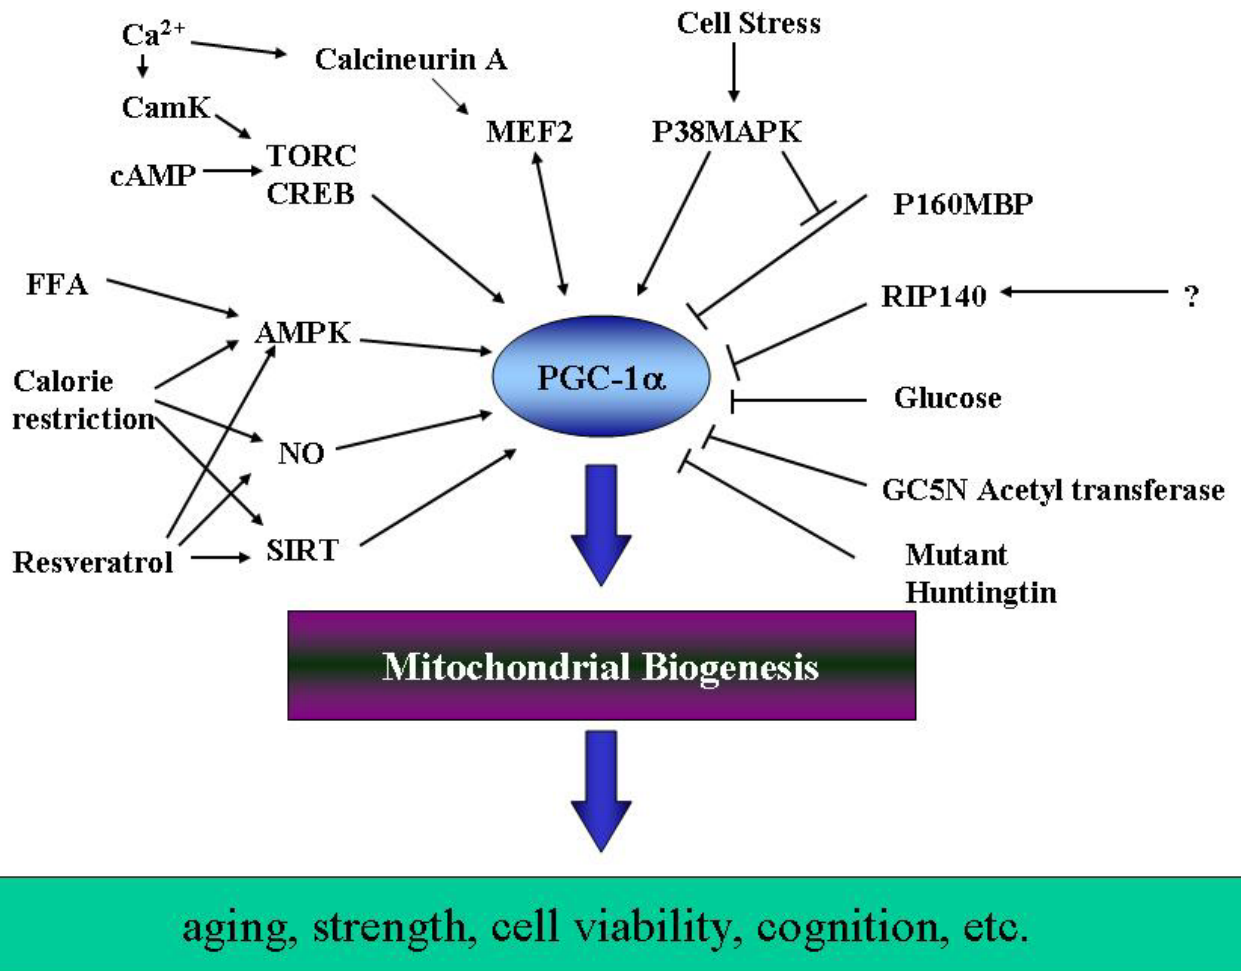 Ca²⁺
Cell Stress
Calcineurin A
CamK
MEF2
P38MAPK
TORC
CREB
cAMP
P160MBP
FFA
RIP140
?
AMPK
Calorie
restriction
PGC-1α
Glucose
NO
GC5N Acetyl transferase
SIRT
Resveratrol
Mutant
Huntingtin
Mitochondrial Biogenesis
aging, strength, cell viability, cognition, etc.